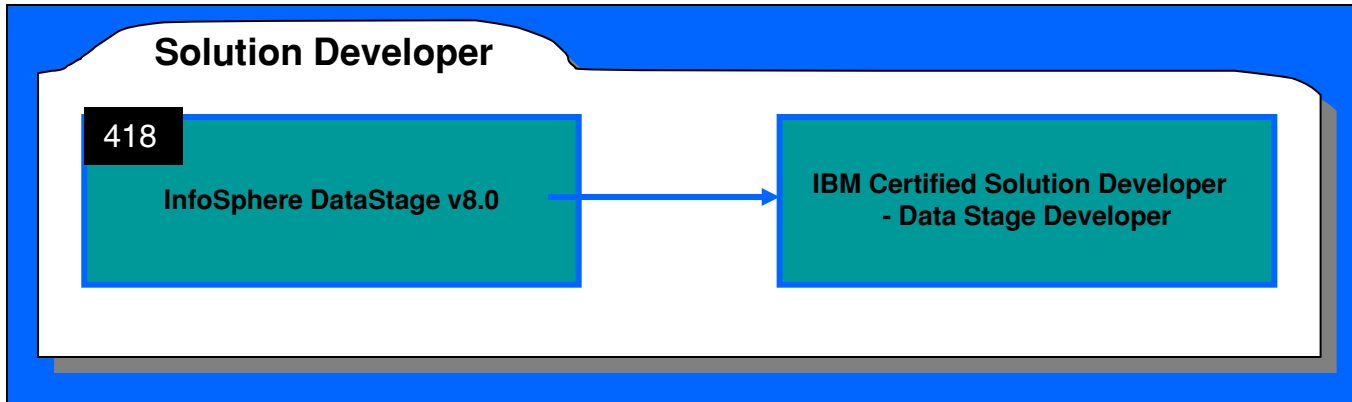 Solution Developer
418
InfoSphere DataStage v8.0
IBM Certified Solution Developer
- Data Stage Developer